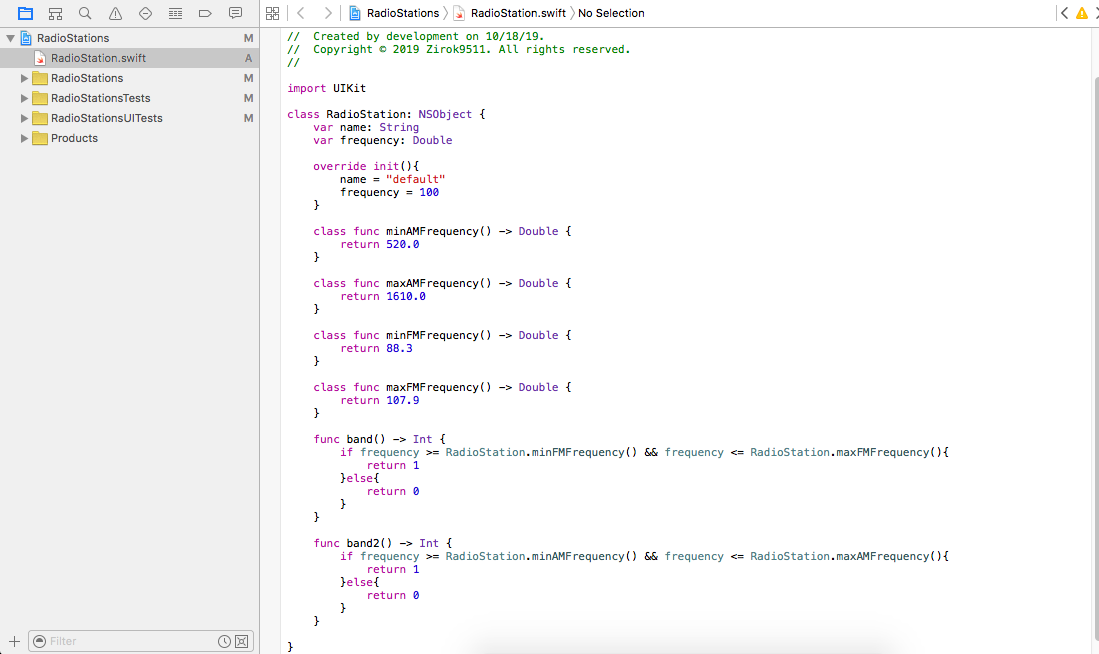 RadioStations
RadioStation.swift
No Selection
RadioStations M
RadioStation.swift A
RadioStations M
RadioStationsTests M
RadioStationsUITests M
Products
Filter
//  Created by development on 10/18/19.
//  Copyright © 2019 Zirok9511. All rights reserved.
//
import UIKit
class RadioStation: NSObject {
    var name: String
    var frequency: Double
    override init(){
        name = "default"
        frequency = 100
    }
    class func minAMFrequency() -> Double {
        return 520.0
    }
    class func maxAMFrequency() -> Double {
        return 1610.0
    }
    class func minFMFrequency() -> Double {
        return 88.3
    }
    class func maxFMFrequency() -> Double {
        return 107.9
    }
    func band() -> Int {
        if frequency >= RadioStation.minFMFrequency() && frequency <= RadioStation.maxFMFrequency(){
            return 1
        }else{
            return 0
        }
    }
    func band2() -> Int {
        if frequency >= RadioStation.minAMFrequency() && frequency <= RadioStation.maxAMFrequency(){
            return 1
        }else{
            return 0
        }
    }
}